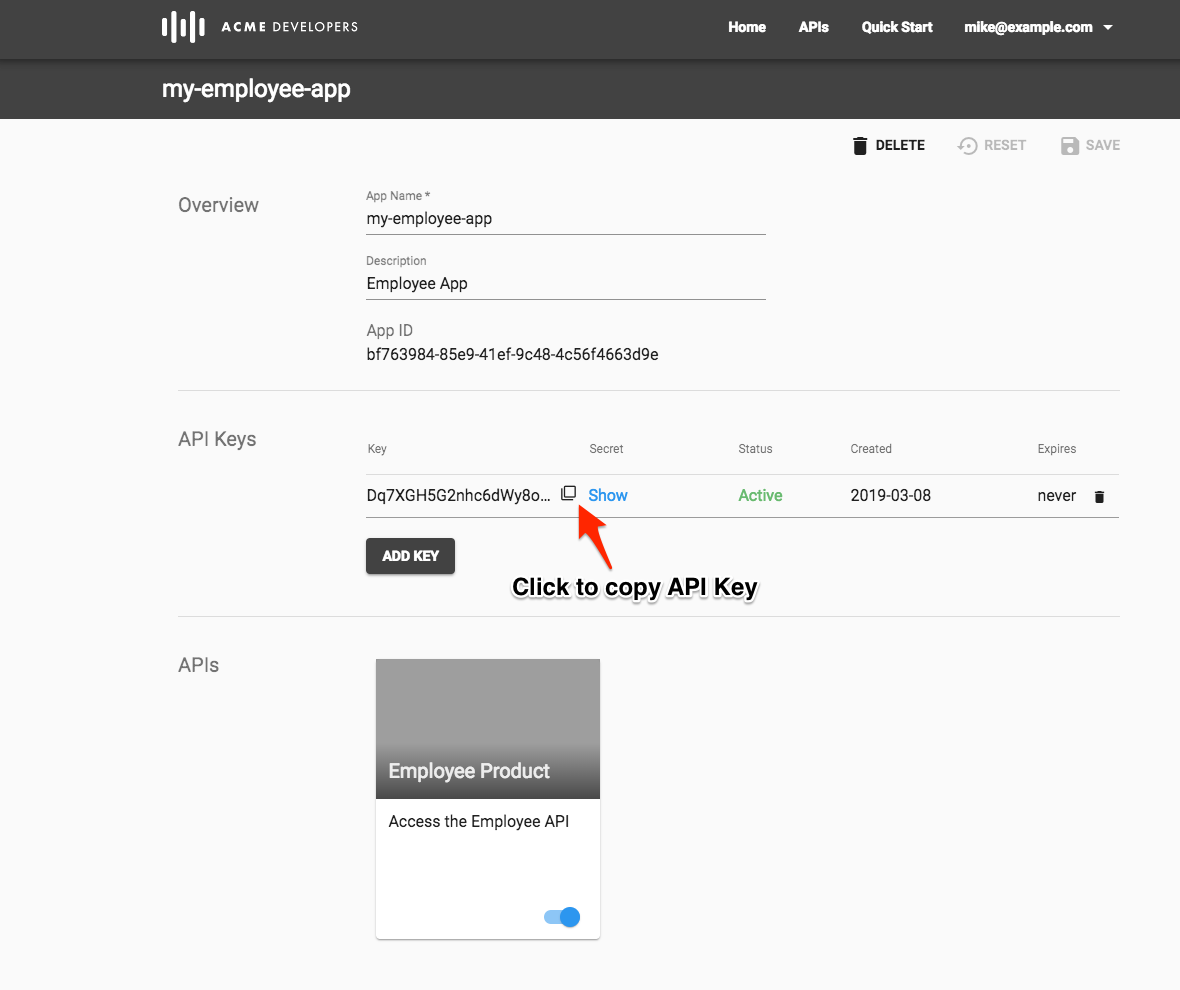 ACME DEVELOPERS
Home APIs Quick Start mike@example.com
my-employee-app
DELETE RESET SAVE
Overview
App Name *
my-employee-app
Description
Employee App
App ID
bf763984-85e9-41ef-9c48-4c56f4663d9e
API Keys
Key Secret Status Created Expires
Dq7XGH5G2nhc6dWy8o... Show Active 2019-03-08 never
ADD KEY
Click to copy API Key
APIs
Employee Product
Access the Employee API